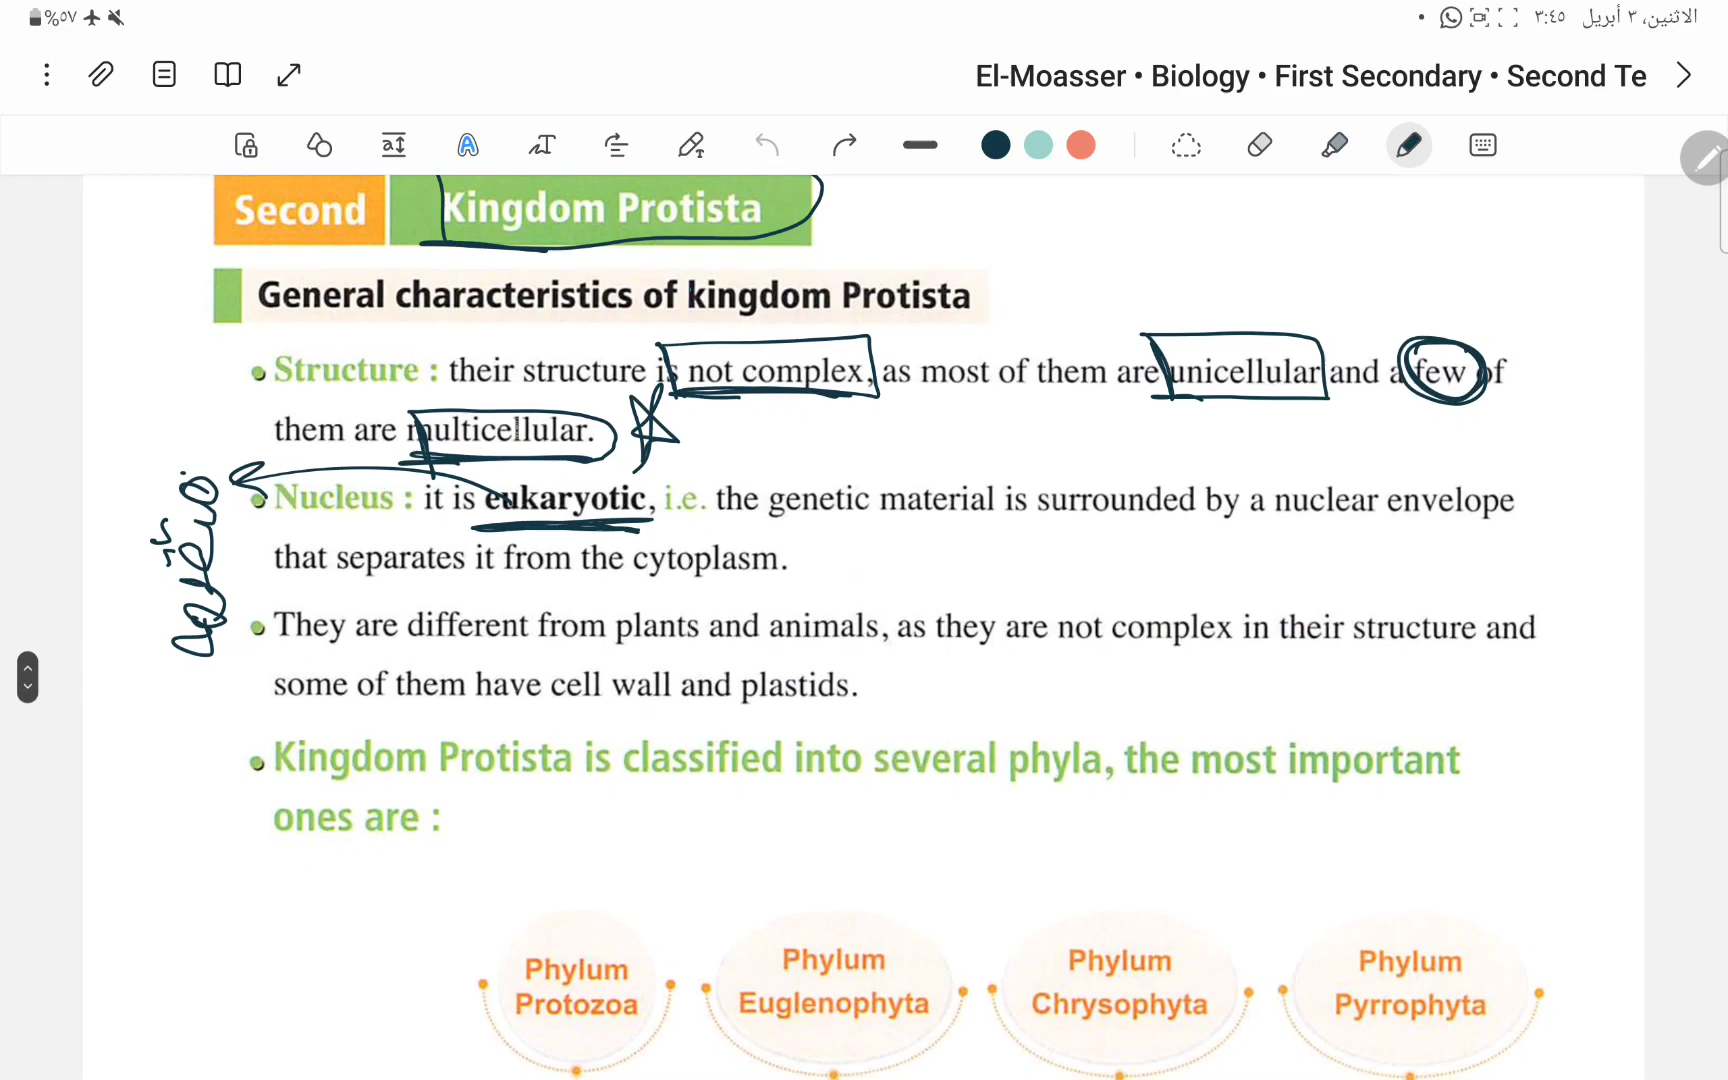 %٥٧
الاثنين، ٣ أبريل ٣:٤٥
El-Moasser • Biology • First Secondary • Second Te
Second Kingdom Protista
General characteristics of kingdom Protista
• Structure : their structure is not complex, as most of them are unicellular and a few of
them are multicellular.
• Nucleus : it is eukaryotic, i.e. the genetic material is surrounded by a nuclear envelope
that separates it from the cytoplasm.
• They are different from plants and animals, as they are not complex in their structure and
some of them have cell wall and plastids.
• Kingdom Protista is classified into several phyla, the most important
ones are :
Phylum
Protozoa
Phylum
Euglenophyta
Phylum
Chrysophyta
Phylum
Pyrrophyta